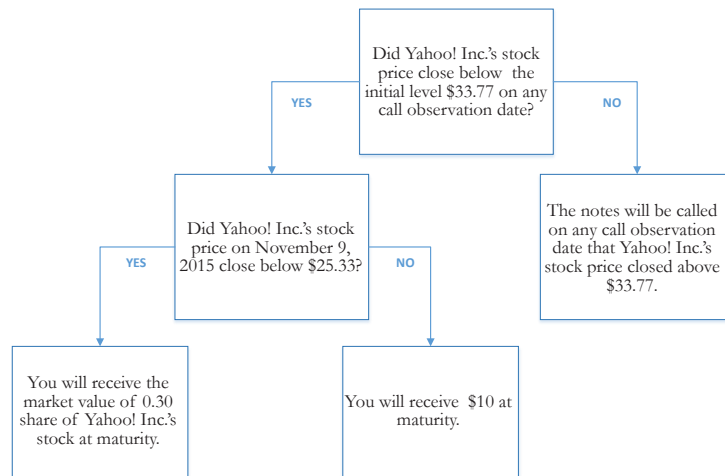 Did Yahoo! Inc.'s stock
price close below the
initial level $33.77 on any
call observation date?
YES
NO
Did Yahoo! Inc.'s stock
price on November 9,
2015 close below $25.33?
The notes will be called
on any call observation
date that Yahoo! Inc.'s
stock price closed above
$33.77.
YES
NO
You will receive the
market value of 0.30
share of Yahoo! Inc.'s
stock at maturity.
You will receive $10 at
maturity.